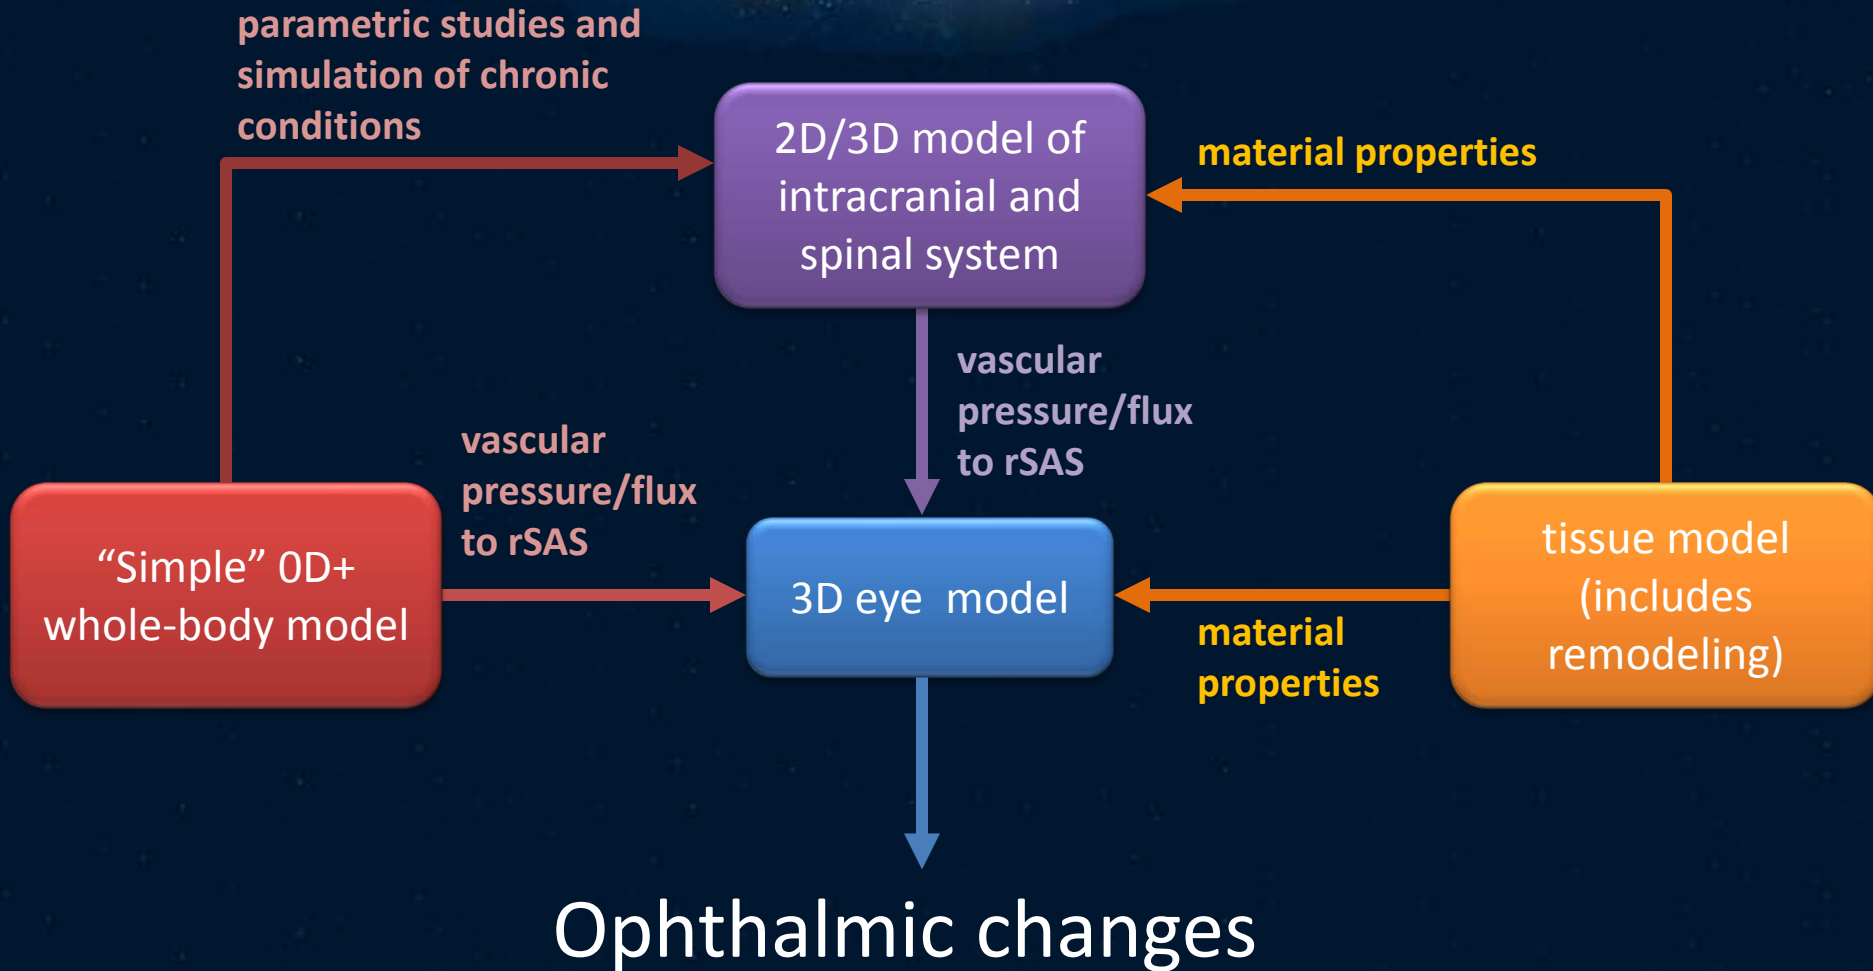 parametric studies and
simulation of chronic
conditions
2D/3D model of
intracranial and
spinal system
material properties
vascular
pressure/flux
to rSAS
vascular
pressure/flux
to rSAS
“Simple” 0D+
whole-body model
3D eye  model
material
properties
tissue model
(includes
remodeling)
Ophthalmic changes